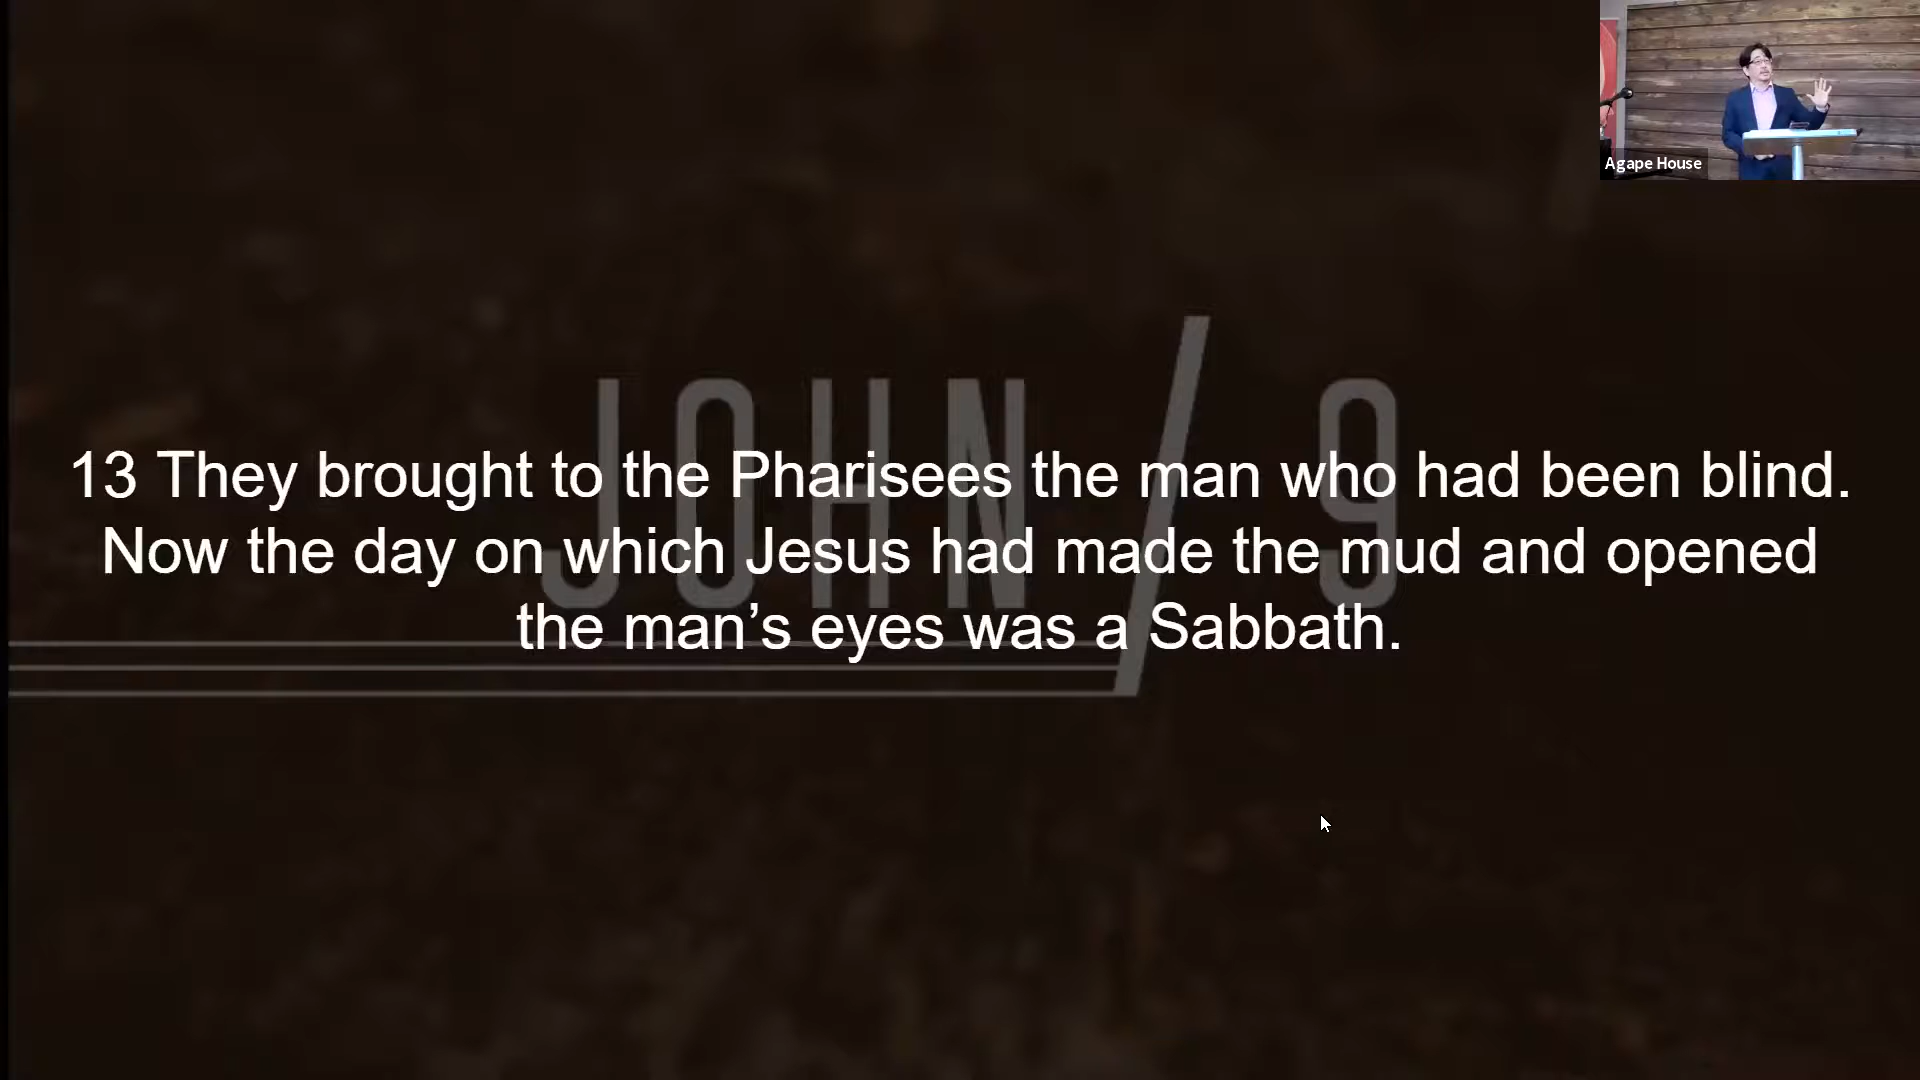 Agape House
JOHN / 9
13 They brought to the Pharisees the man who had been blind.
Now the day on which Jesus had made the mud and opened
the man’s eyes was a Sabbath.